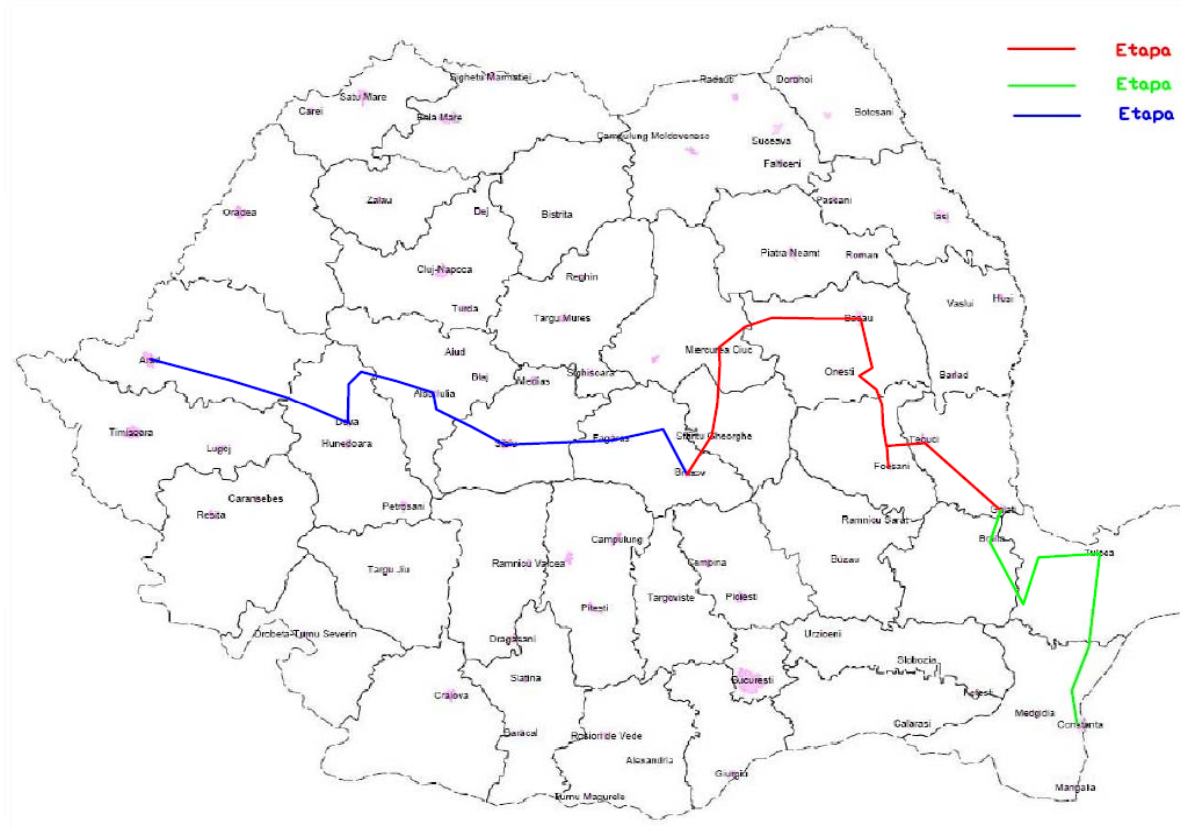 Etapa
Etapa
Etapa
Sighetu Marmatiei
Radauti
Dorohoi
Satu Mare
Carei
Baia Mare
Botosani
Campulung Moldovenesc
Suceava
Falticeni
Zalau
Dej
Bistrita
Pascani
Oradea
Iasi
Piatra Neamt
Roman
Cluj-Napoca
Reghin
Vaslui
Husi
Turda
Targu Mures
Bacau
Aiud
Miercurea Ciuc
Arad
Onesti
Barlad
Blaj
Medias
Sighisoara
Alba Iulia
Deva
Timisoara
Hunedoara
Sibiu
Fagaras
Sfantu Gheorghe
Tecuci
Lugoj
Brasov
Focsani
Caransebes
Resita
Petrosani
Galati
Ramnicu Sarat
Campulung
Braila
Tulcea
Ramnicu Valcea
Campina
Buzau
Targu Jiu
Pitesti
Targoviste
Ploiesti
Drobeta-Turnu Severin
Dragasani
Urziceni
Slobozia
Slatina
Bucuresti
Fetesti
Craiova
Medgidia
Calarasi
Constanta
Caracal
Rosiori de Vede
Alexandria
Giurgiu
Mangalia
Turnu Magurele